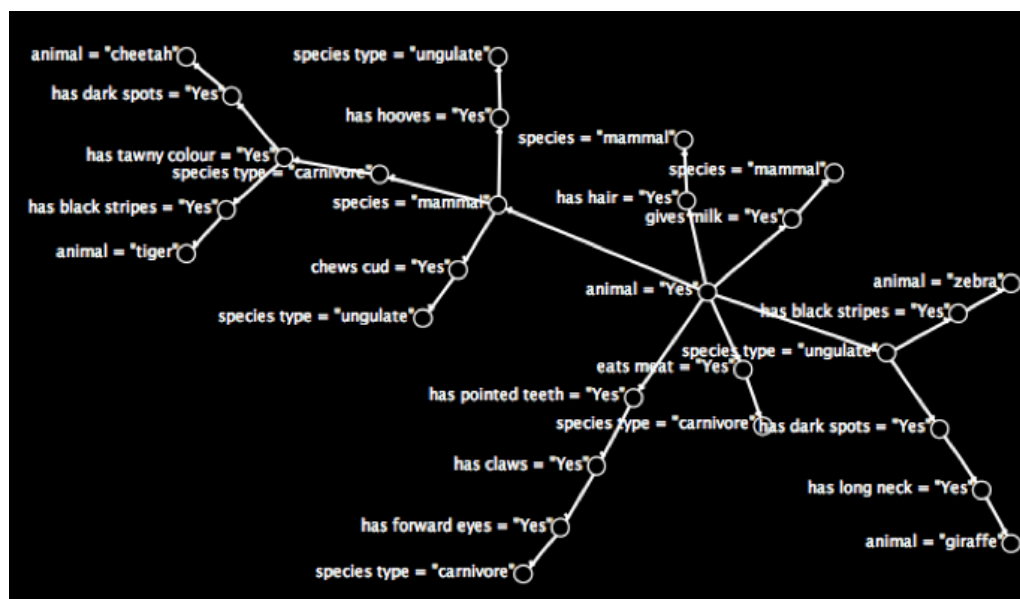 animal = "cheetah"
species type = "ungulate"
has dark spots = "Yes"
has hooves = "Yes"
species = "mammal"
has tawny colour = "Yes"
species type = "carnivore"
species = "mammal"
has black stripes = "Yes"
species = "mammal"
has hair = "Yes"
gives milk = "Yes"
animal = "tiger"
chews cud = "Yes"
animal = "Yes"
animal = "zebra"
species type = "ungulate"
has black stripes = "Yes"
species type = "ungulate"
eats meat = "Yes"
has pointed teeth = "Yes"
species type = "carnivore"
has dark spots = "Yes"
has claws = "Yes"
has long neck = "Yes"
has forward eyes = "Yes"
animal = "giraffe"
species type = "carnivore"